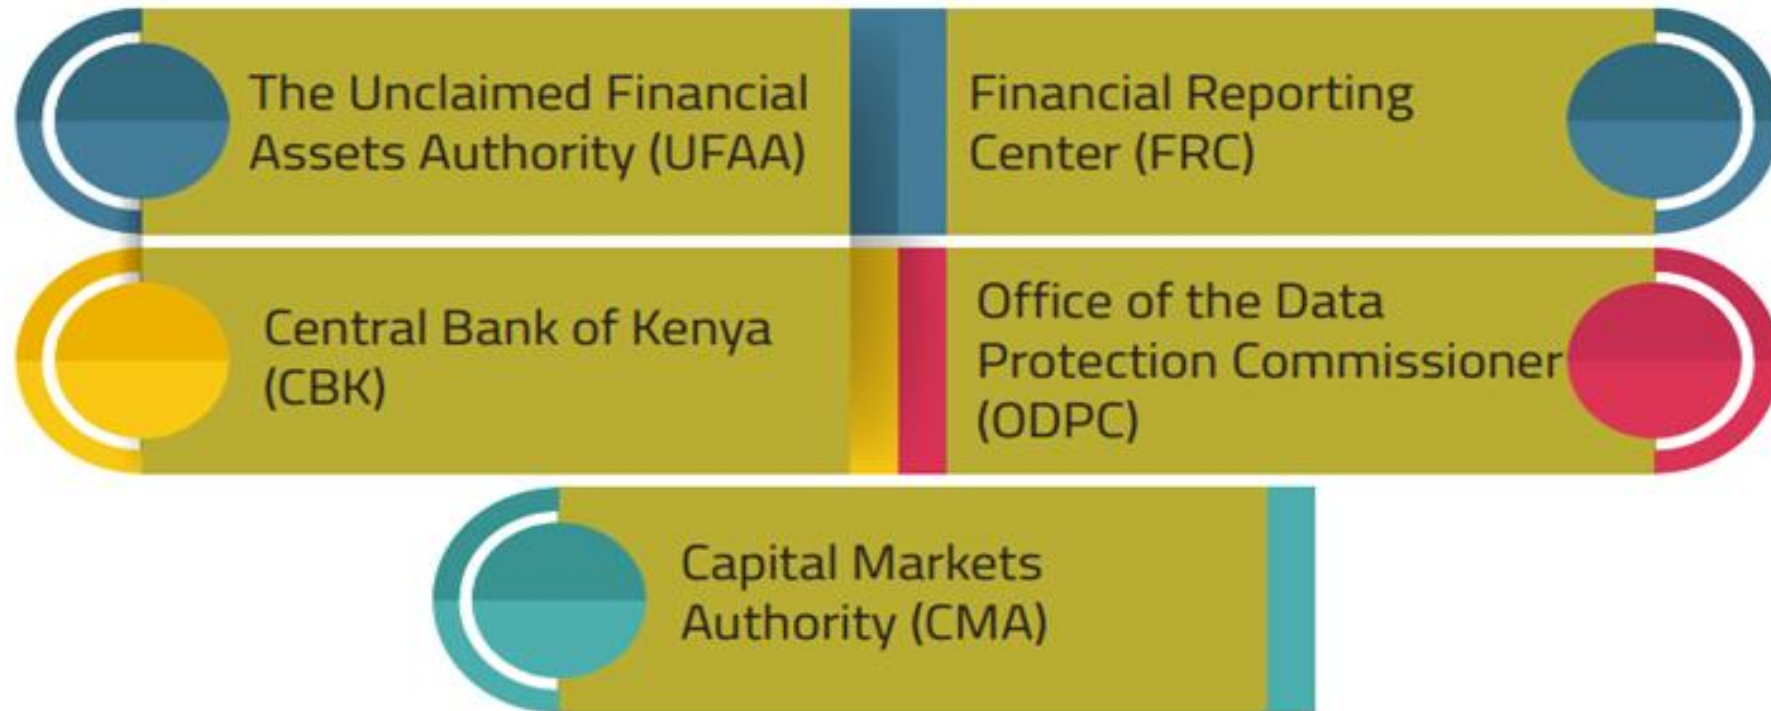 The Unclaimed Financial
Assets Authority (UFAA)
Financial Reporting
Center (FRC)
Central Bank of Kenya
(CBK)
Office of the Data
Protection Commissioner
(ODPC)
Capital Markets
Authority (CMA)